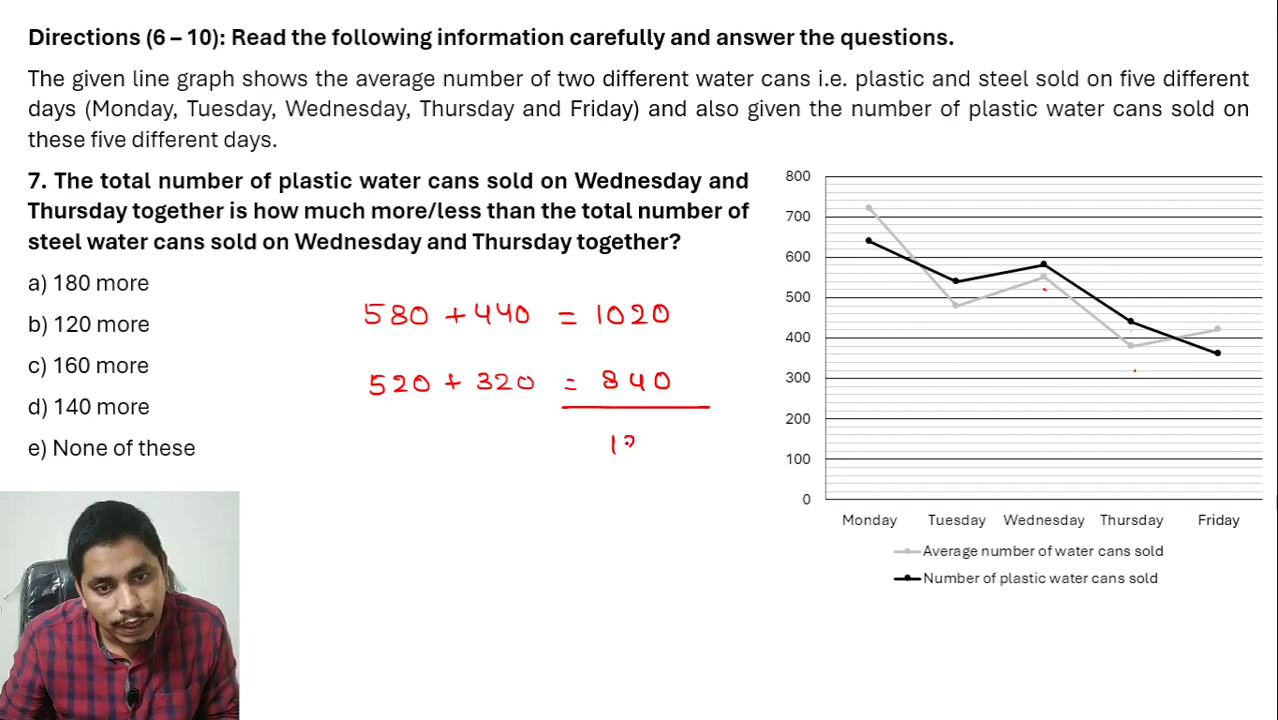 Directions (6 – 10): Read the following information carefully and answer the questions.
The given line graph shows the average number of two different water cans i.e. plastic and steel sold on five different
days (Monday, Tuesday, Wednesday, Thursday and Friday) and also given the number of plastic water cans sold on
these five different days.
7. The total number of plastic water cans sold on Wednesday and
Thursday together is how much more/less than the total number of
steel water cans sold on Wednesday and Thursday together?
a) 180 more
b) 120 more
c) 160 more
d) 140 more
e) None of these
580 + 440 = 1020
520 + 320 = 840
1
800
700
600
500
400
300
200
100
0
Monday Tuesday Wednesday Thursday Friday
Average number of water cans sold
Number of plastic water cans sold